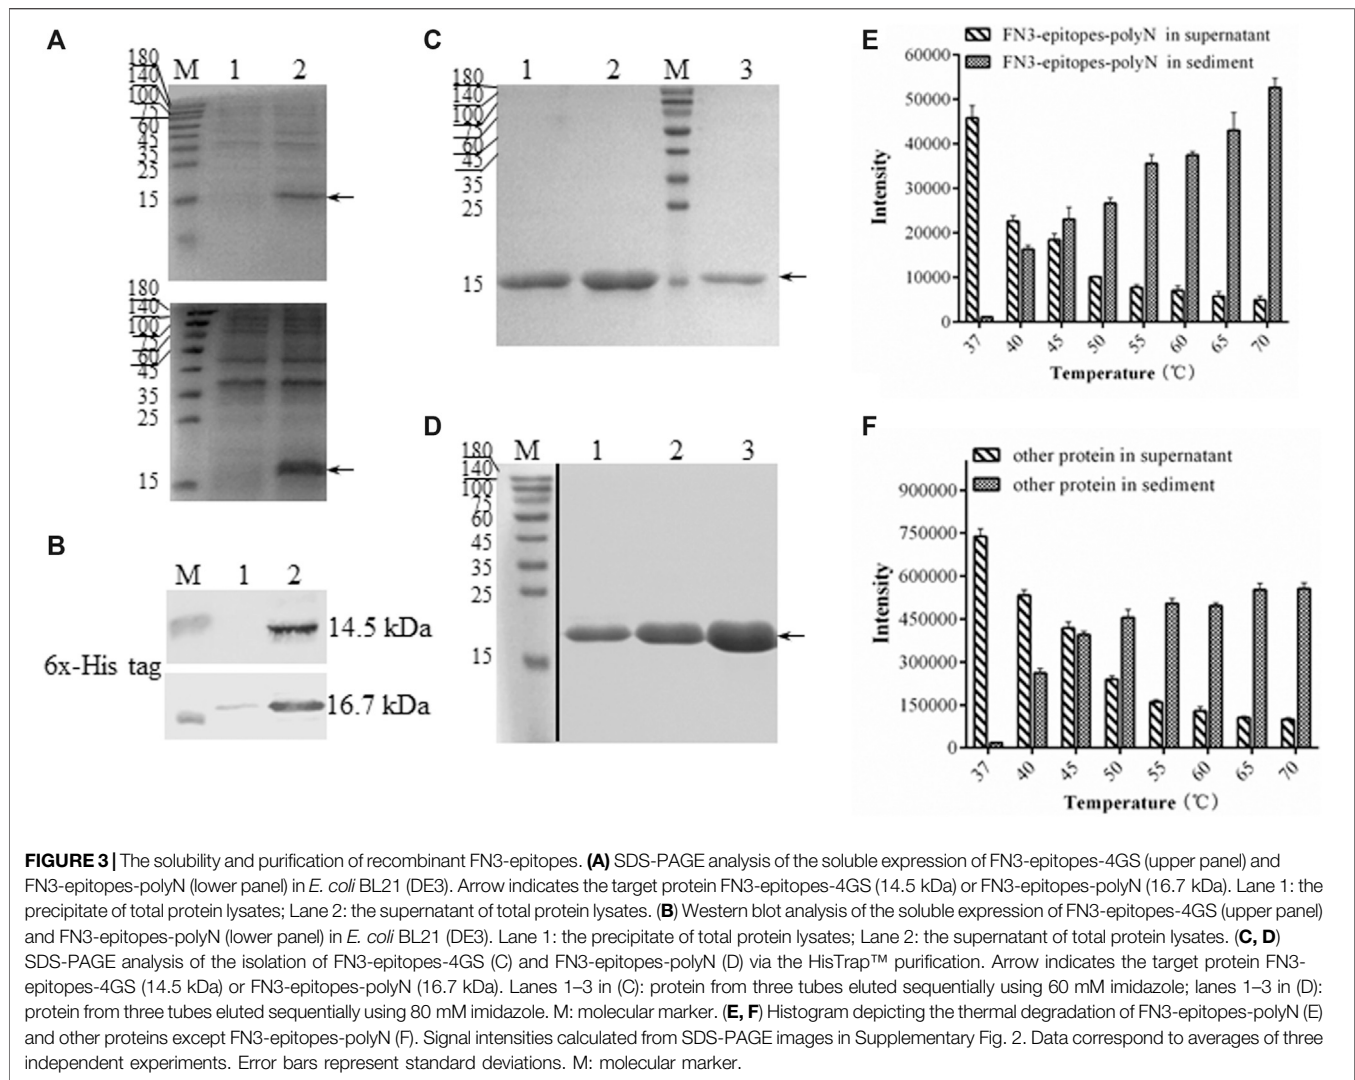 A
180
140
100
75
60
45
35
25
15
M 1 2
180
140
100
75
60
45
35
25
15
B
M 1 2
14.5 kDa
6x-His tag
16.7 kDa
C
180
140
100
75
60
45
35
25
15
1 2 M 3
D
180
140
100
75
60
45
35
25
15
M 1 2 3
E
FN3-epitopes-polyN in supernatant
FN3-epitopes-polyN in sediment
60000
50000
40000
30000
20000
10000
0
Intensity
37 40 45 50 55 60 65 70
Temperature (℃)
F
other protein in supernatant
other protein in sediment
900000
750000
600000
450000
300000
150000
0
Intensity
37 40 45 50 55 60 65 70
Temperature (℃)
FIGURE 3 | The solubility and purification of recombinant FN3-epitopes. (A) SDS-PAGE analysis of the soluble expression of FN3-epitopes-4GS (upper panel) and
FN3-epitopes-polyN (lower panel) in E. coli BL21 (DE3). Arrow indicates the target protein FN3-epitopes-4GS (14.5 kDa) or FN3-epitopes-polyN (16.7 kDa). Lane 1: the
precipitate of total protein lysates; Lane 2: the supernatant of total protein lysates. (B) Western blot analysis of the soluble expression of FN3-epitopes-4GS (upper panel)
and FN3-epitopes-polyN (lower panel) in E. coli BL21 (DE3). Lane 1: the precipitate of total protein lysates; Lane 2: the supernatant of total protein lysates. (C, D)
SDS-PAGE analysis of the isolation of FN3-epitopes-4GS (C) and FN3-epitopes-polyN (D) via the HisTrap™ purification. Arrow indicates the target protein FN3-
epitopes-4GS (14.5 kDa) or FN3-epitopes-polyN (16.7 kDa). Lanes 1–3 in (C): protein from three tubes eluted sequentially using 60 mM imidazole; lanes 1–3 in (D):
protein from three tubes eluted sequentially using 80 mM imidazole. M: molecular marker. (E, F) Histogram depicting the thermal degradation of FN3-epitopes-polyN (E)
and other proteins except FN3-epitopes-polyN (F). Signal intensities calculated from SDS-PAGE images in Supplementary Fig. 2. Data correspond to averages of three
independent experiments. Error bars represent standard deviations. M: molecular marker.